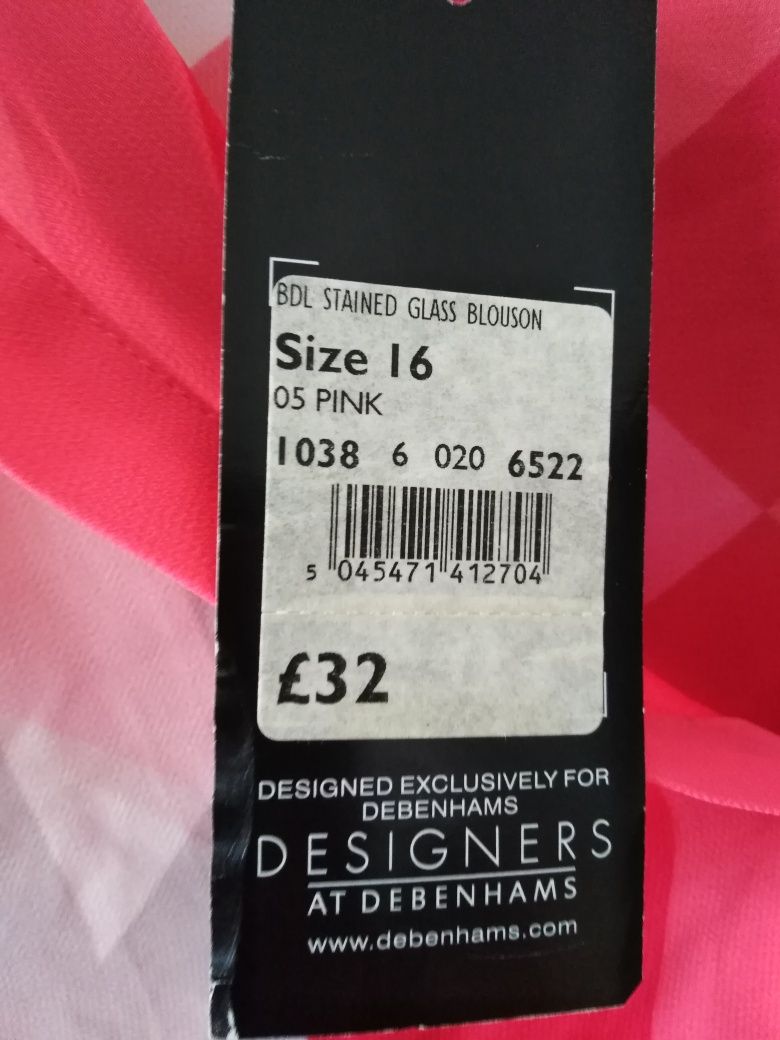 BDL STAINED GLASS BLOUSON
Size 16
05 PINK
1038 6 020 6522
5 045471 412704
£32
DESIGNED EXCLUSIVELY FOR
DEBENHAMS
DESIGNERS
AT DEBENHAMS
www.debenhams.com